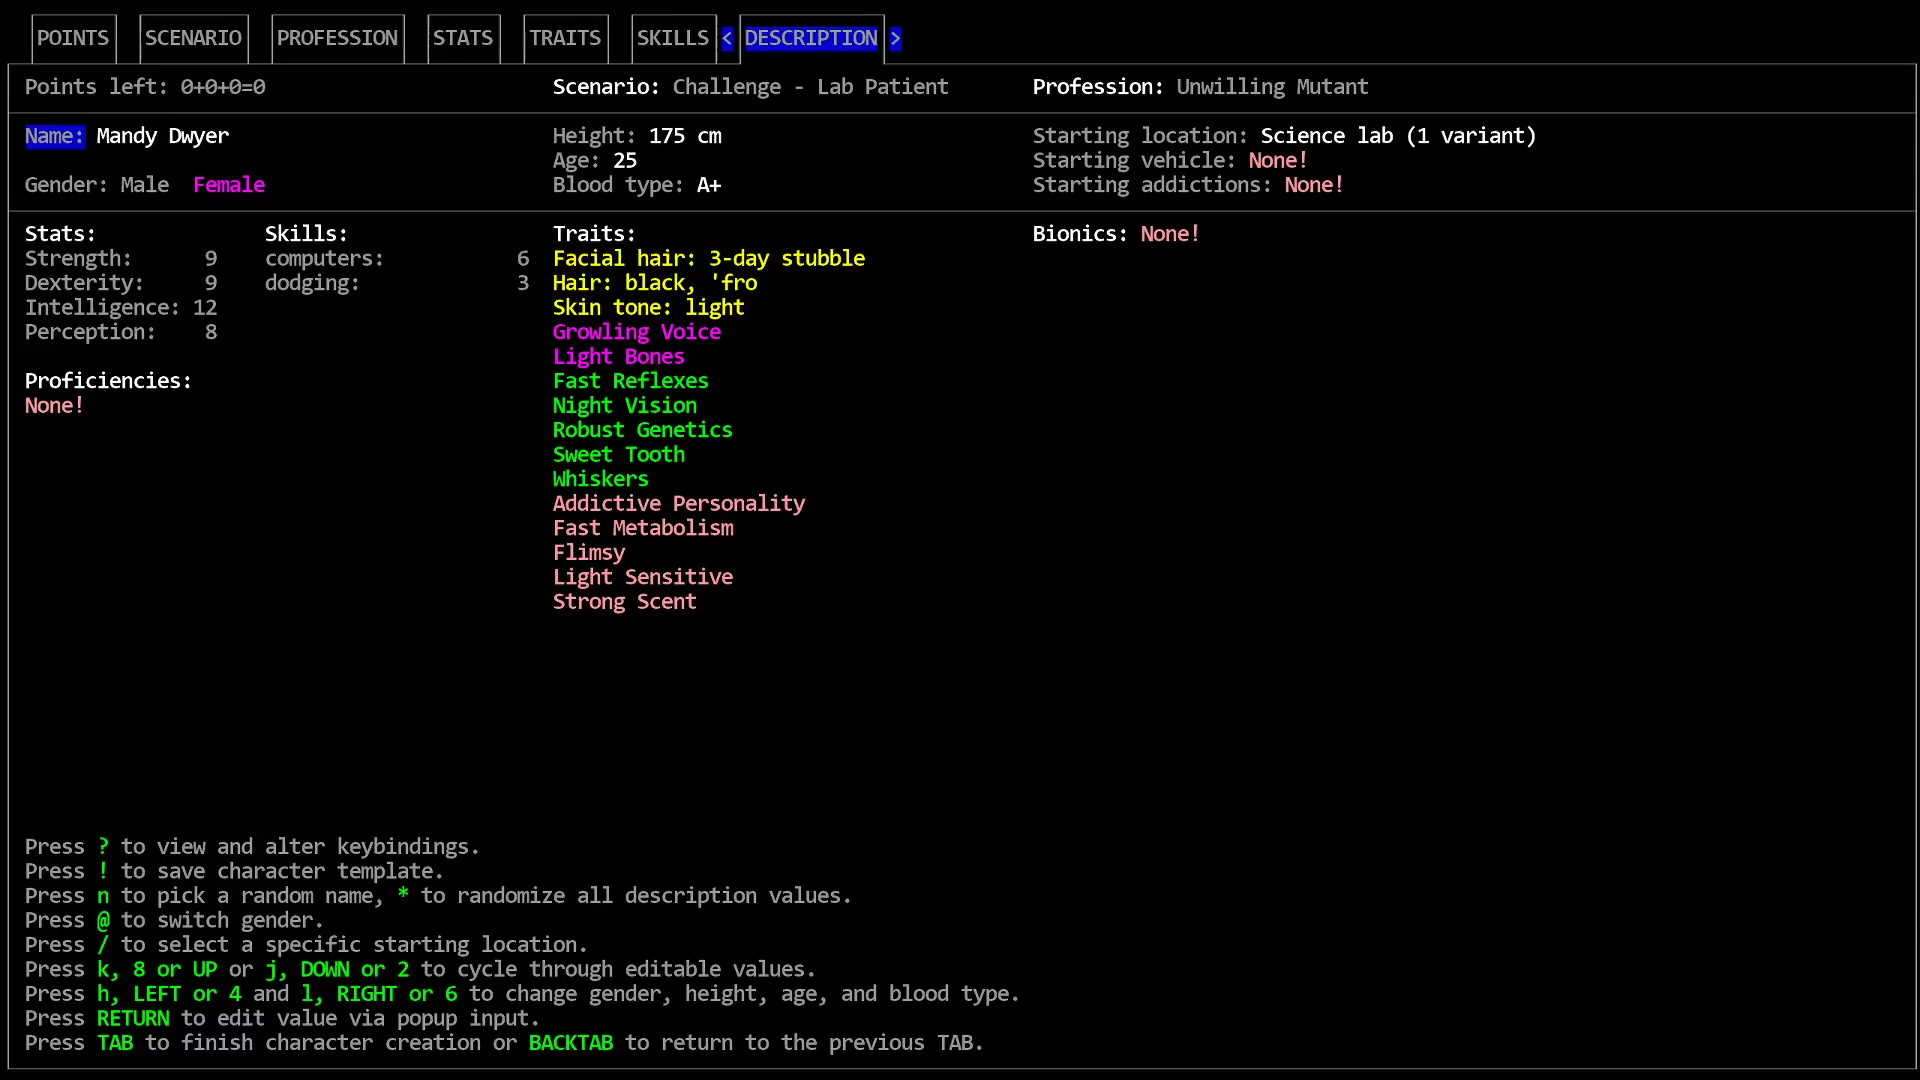 POINTS SCENARIO PROFESSION STATS TRAITS SKILLS < DESCRIPTION >
Points left: 0+0+0=0 Scenario: Challenge - Lab Patient Profession: Unwilling Mutant
Name: Mandy Dwyer Height: 175 cm Starting location: Science lab (1 variant)
Age: 25 Starting vehicle: None!
Gender: Male Female Blood type: A+ Starting addictions: None!
Stats: Skills: Traits: Bionics: None!
Strength: 9 computers: 6 Facial hair: 3-day stubble
Dexterity: 9 dodging: 3 Hair: black, 'fro
Intelligence: 12 Skin tone: light
Perception: 8 Growling Voice
Light Bones
Proficiencies: Fast Reflexes
None! Night Vision
Robust Genetics
Sweet Tooth
Whiskers
Addictive Personality
Fast Metabolism
Flimsy
Light Sensitive
Strong Scent
Press ? to view and alter keybindings.
Press ! to save character template.
Press n to pick a random name, * to randomize all description values.
Press @ to switch gender.
Press / to select a specific starting location.
Press k, 8 or UP or j, DOWN or 2 to cycle through editable values.
Press h, LEFT or 4 and l, RIGHT or 6 to change gender, height, age, and blood type.
Press RETURN to edit value via popup input.
Press TAB to finish character creation or BACKTAB to return to the previous TAB.